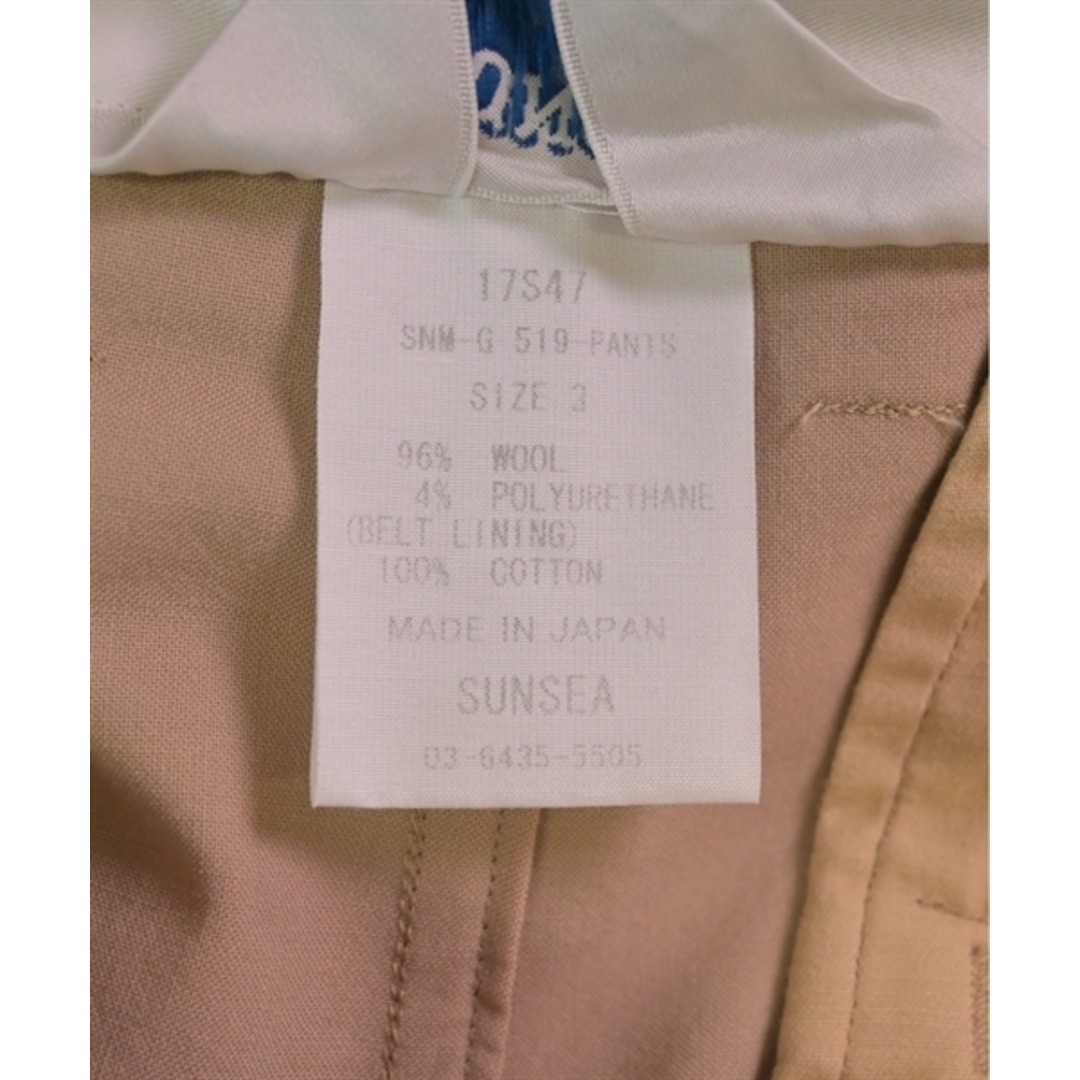 17S47
SNM-G 519-PANTS
SIZE 3
96% WOOL
4% POLYURETHANE
(BELT LINING)
100% COTTON
MADE IN JAPAN
SUNSEA
03-6435-5505